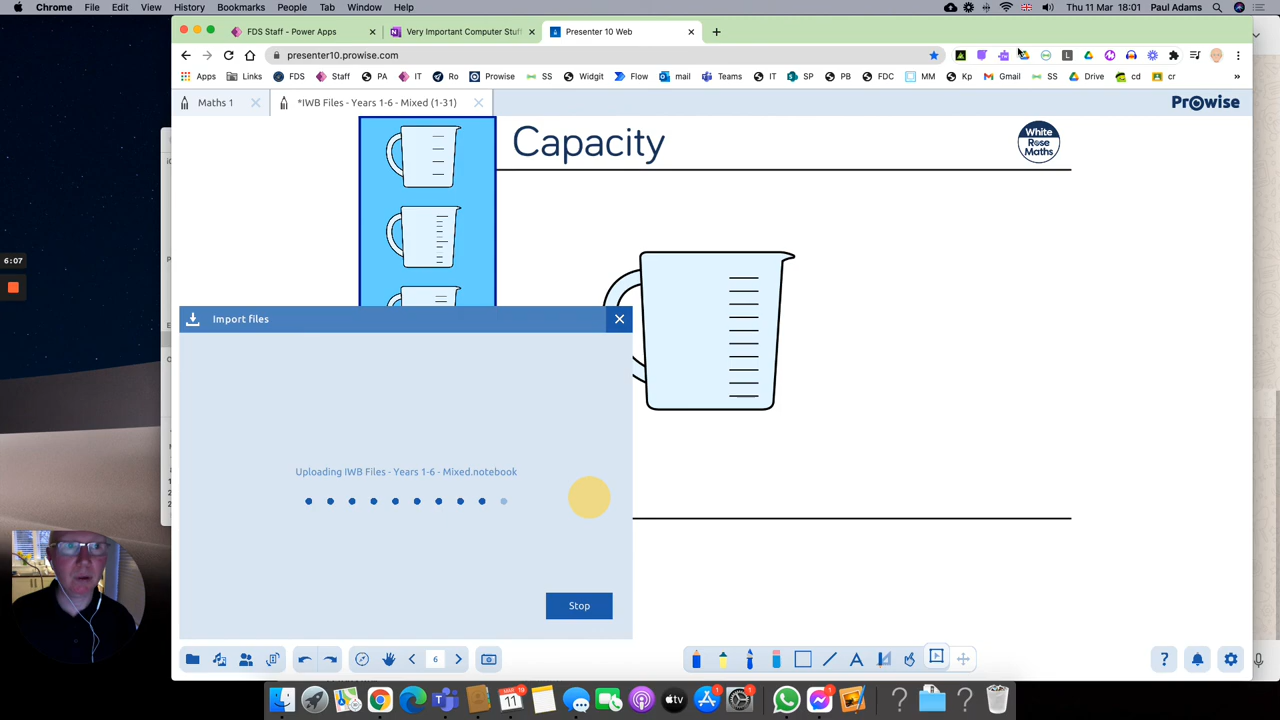 Chrome File Edit View History Bookmarks People Tab Window Help
Thu 11 Mar 18:01 Paul Adams
FDS Staff - Power Apps
Very Important Computer Stuf
Presenter 10 Web
presenter10.prowise.com
Apps Links FDS Staff PA IT Ro Prowise SS Widgit Flow mail Teams IT SP PB FDC MM Kp Gmail SS Drive cd cr
Maths 1
*IWB Files - Years 1-6 - Mixed (1-31)
Prowise
Capacity
White
Rose
Maths
6:07
Import files
Uploading IWB Files - Years 1-6 - Mixed.notebook
Stop
6